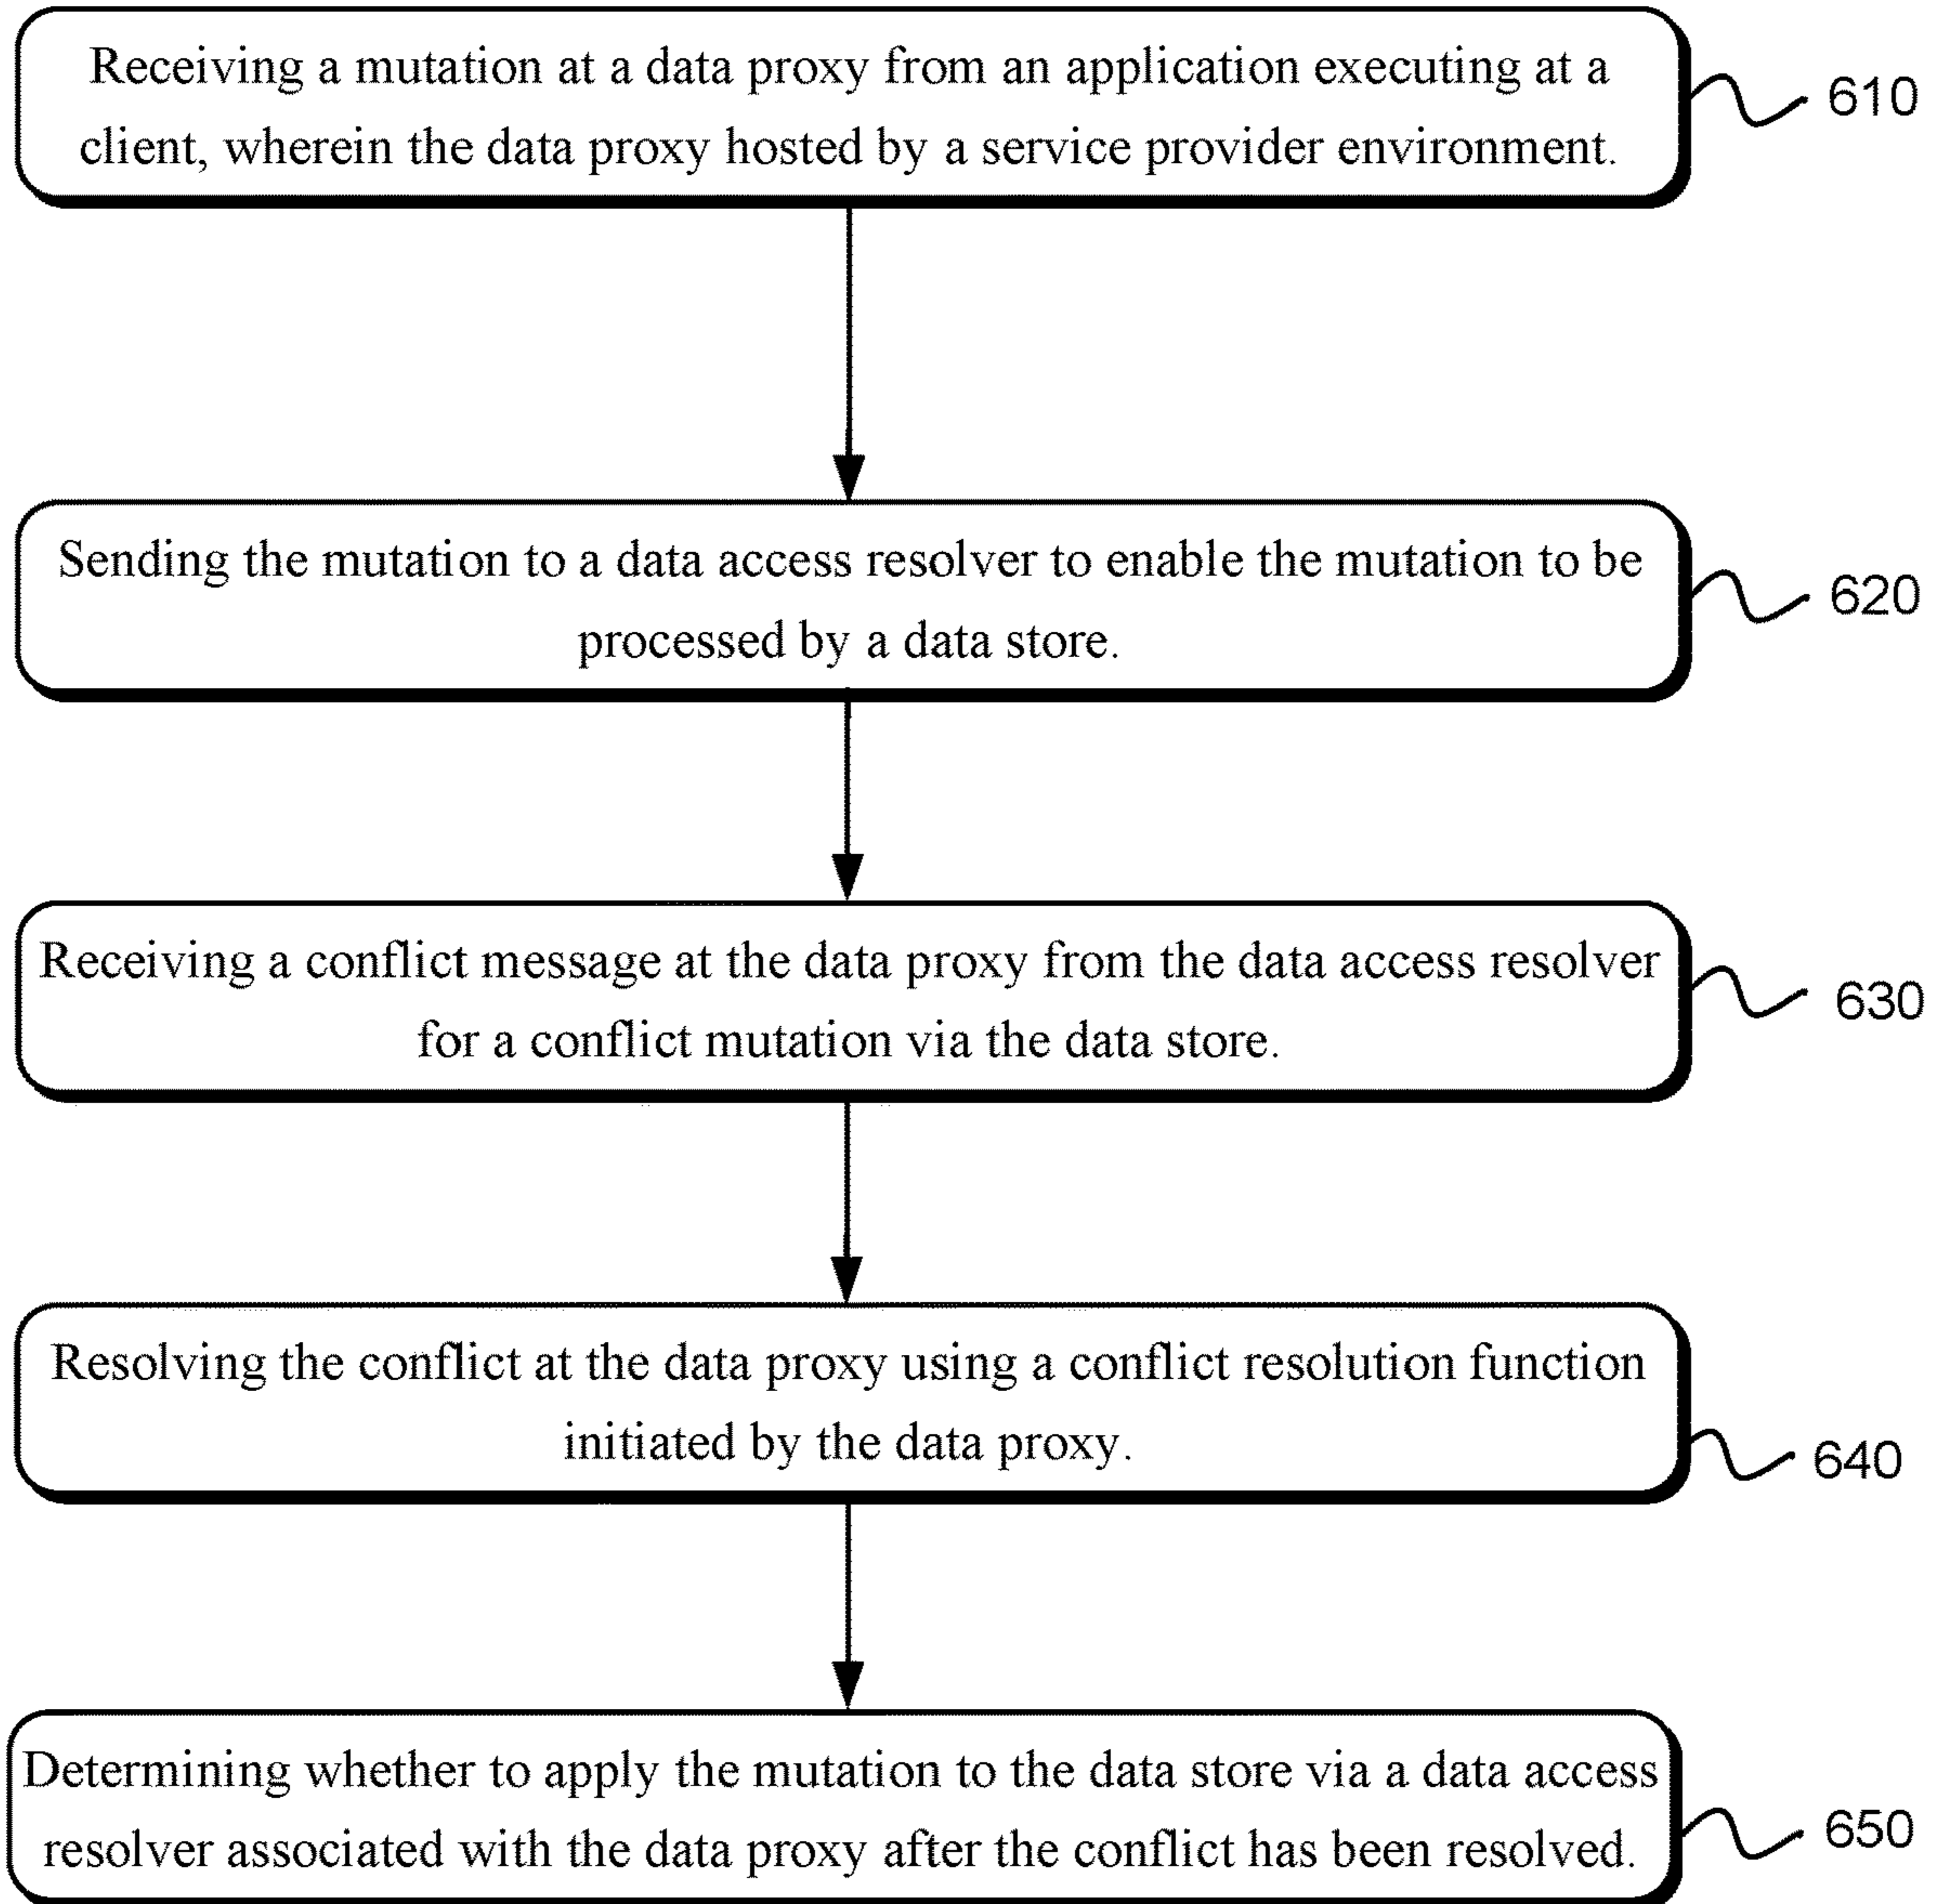 Receiving a mutation at a data proxy from an application executing at a
client, wherein the data proxy hosted by a service provider environment.
610
Sending the mutation to a data access resolver to enable the mutation to be
processed by a data store.
620
Receiving a conflict message at the data proxy from the data access resolver
for a conflict mutation via the data store.
630
Resolving the conflict at the data proxy using a conflict resolution function
initiated by the data proxy.
640
Determining whether to apply the mutation to the data store via a data access
resolver associated with the data proxy after the conflict has been resolved.
650